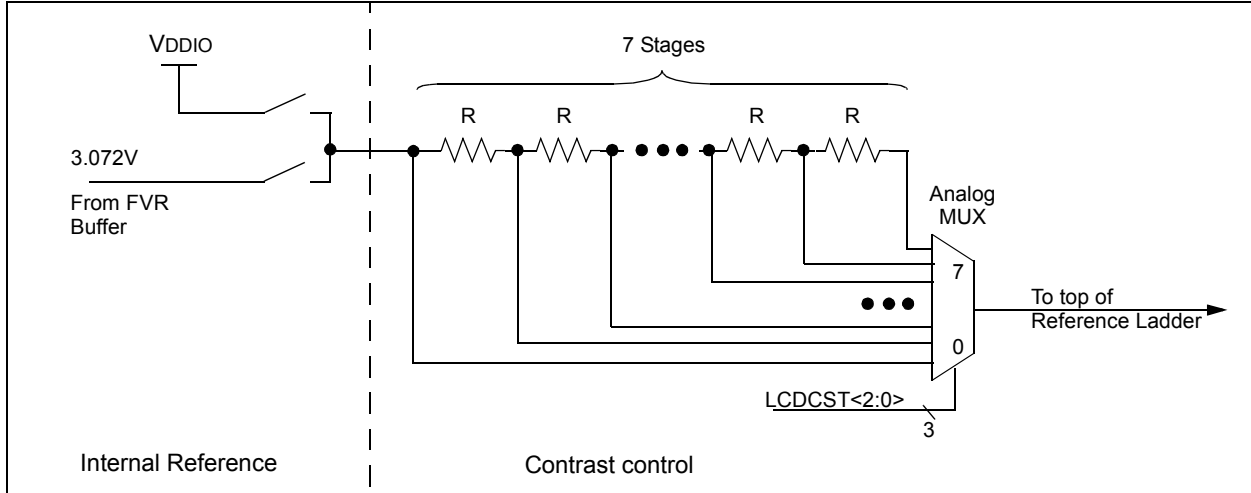 VDDIO
7 Stages
R
R
R
R
3.072V
From FVR
Buffer
Analog
MUX
7
0
To top of
Reference Ladder
LCDCST<2:0>
3
Internal Reference
Contrast control